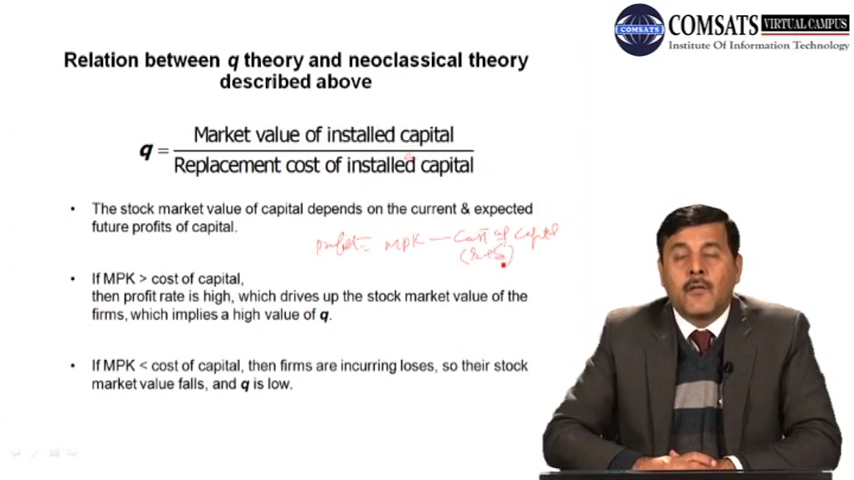 COMSATS VIRTUAL CAMPUS
Institute Of Information Technology
COMSATS
Relation between q theory and neoclassical theory
described above
q = Market value of installed capital
Replacement cost of installed capital
• The stock market value of capital depends on the current & expected
future profits of capital.
Profit = MPK — Cost of capital
• If MPK > cost of capital,
then profit rate is high, which drives up the stock market value of the
firms, which implies a high value of q.
• If MPK < cost of capital, then firms are incurring loses, so their stock
market value falls, and q is low.